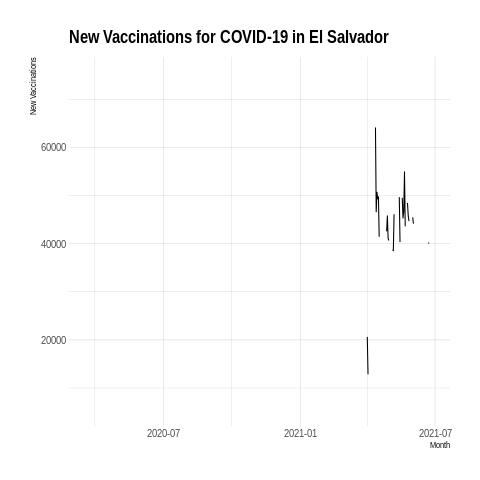 New Vaccinations for COVID-19 in El Salvador
New Vaccinations
60000
40000
20000
2020-07
2021-01
2021-07
Month